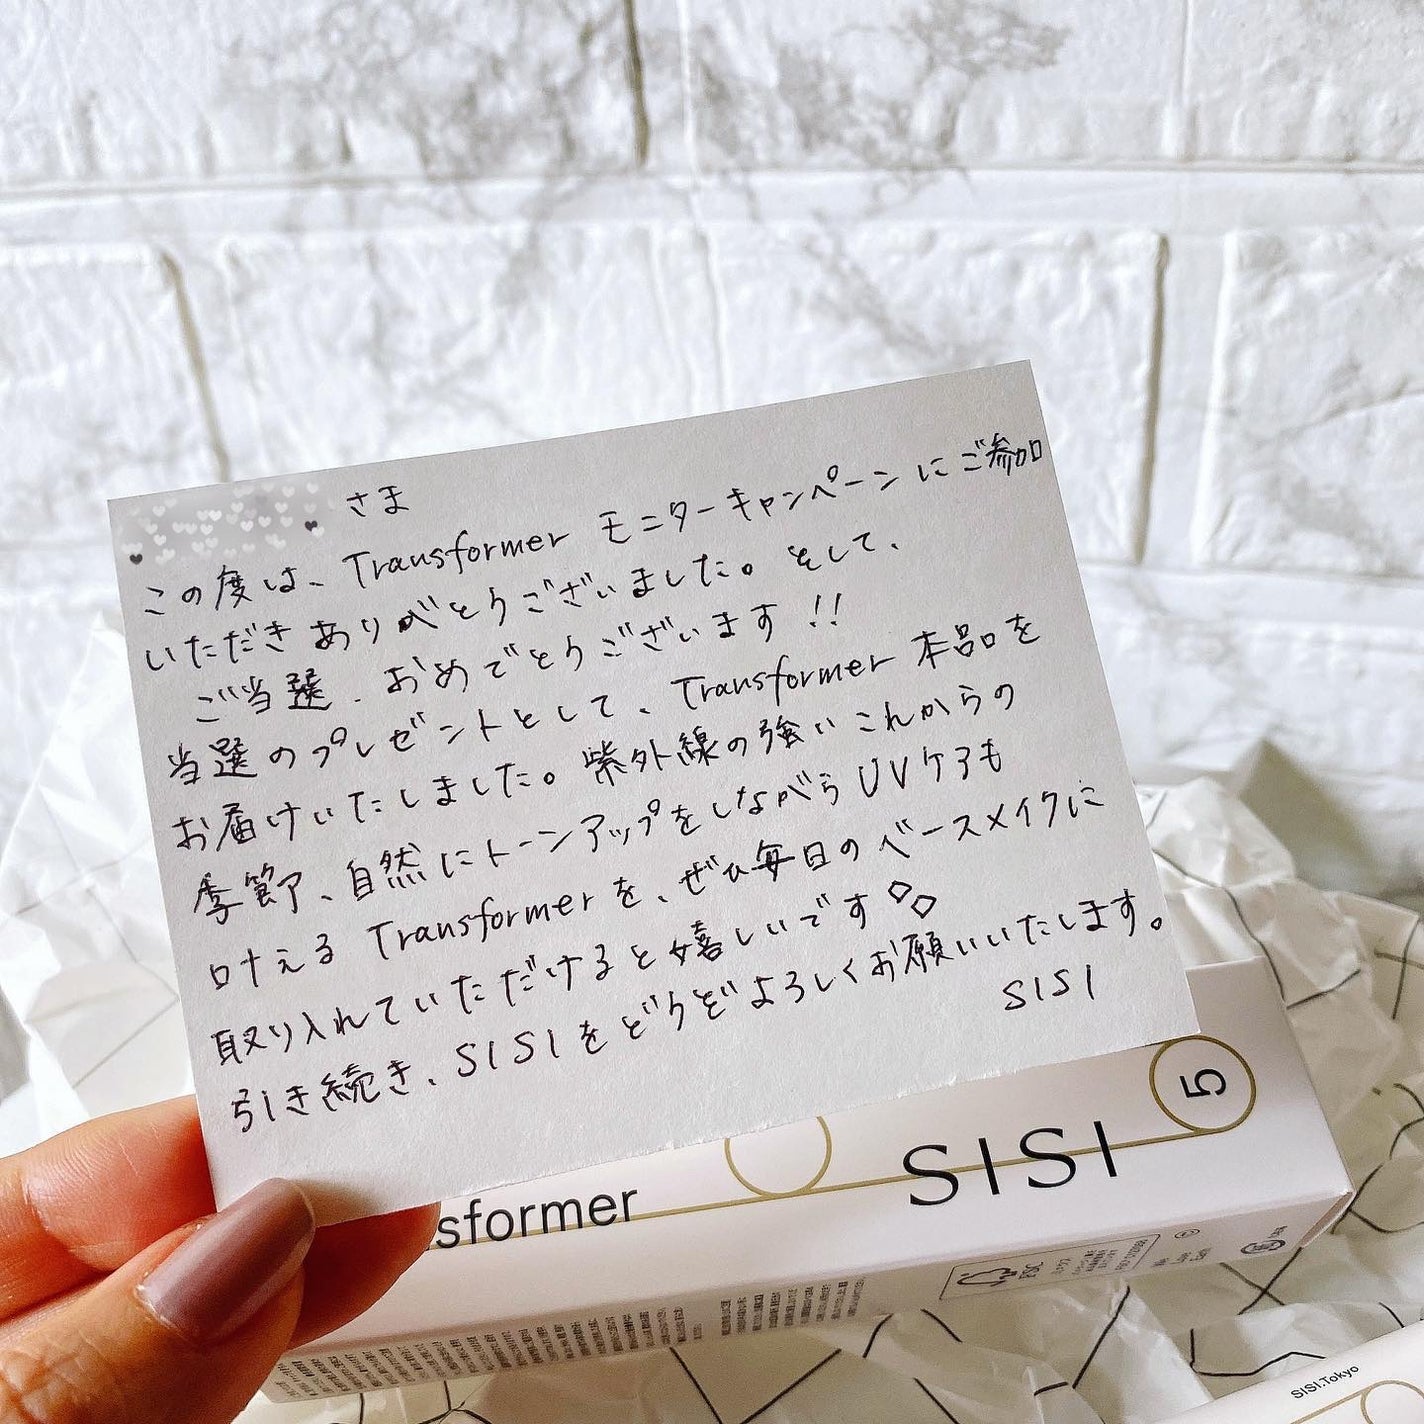 さま
この度は、Transformer モニターキャンペーンにご参加
いただきありがとうございました。そして、
ご当選、おめでとうございます!!
当選のプレゼントとして、Transformer 本品を
お届けいたしました。紫外線の強いこれからの
季節、自然にトーンアップをしながらUVケアも
叶える Transformerを、ぜひ毎日のベースメイクに
取り入れていただけると嬉しいです
引き続き、SISIをどうぞよろしくお願いいたします。
SISI
sformer
SISI
5
SISI.Tokyo